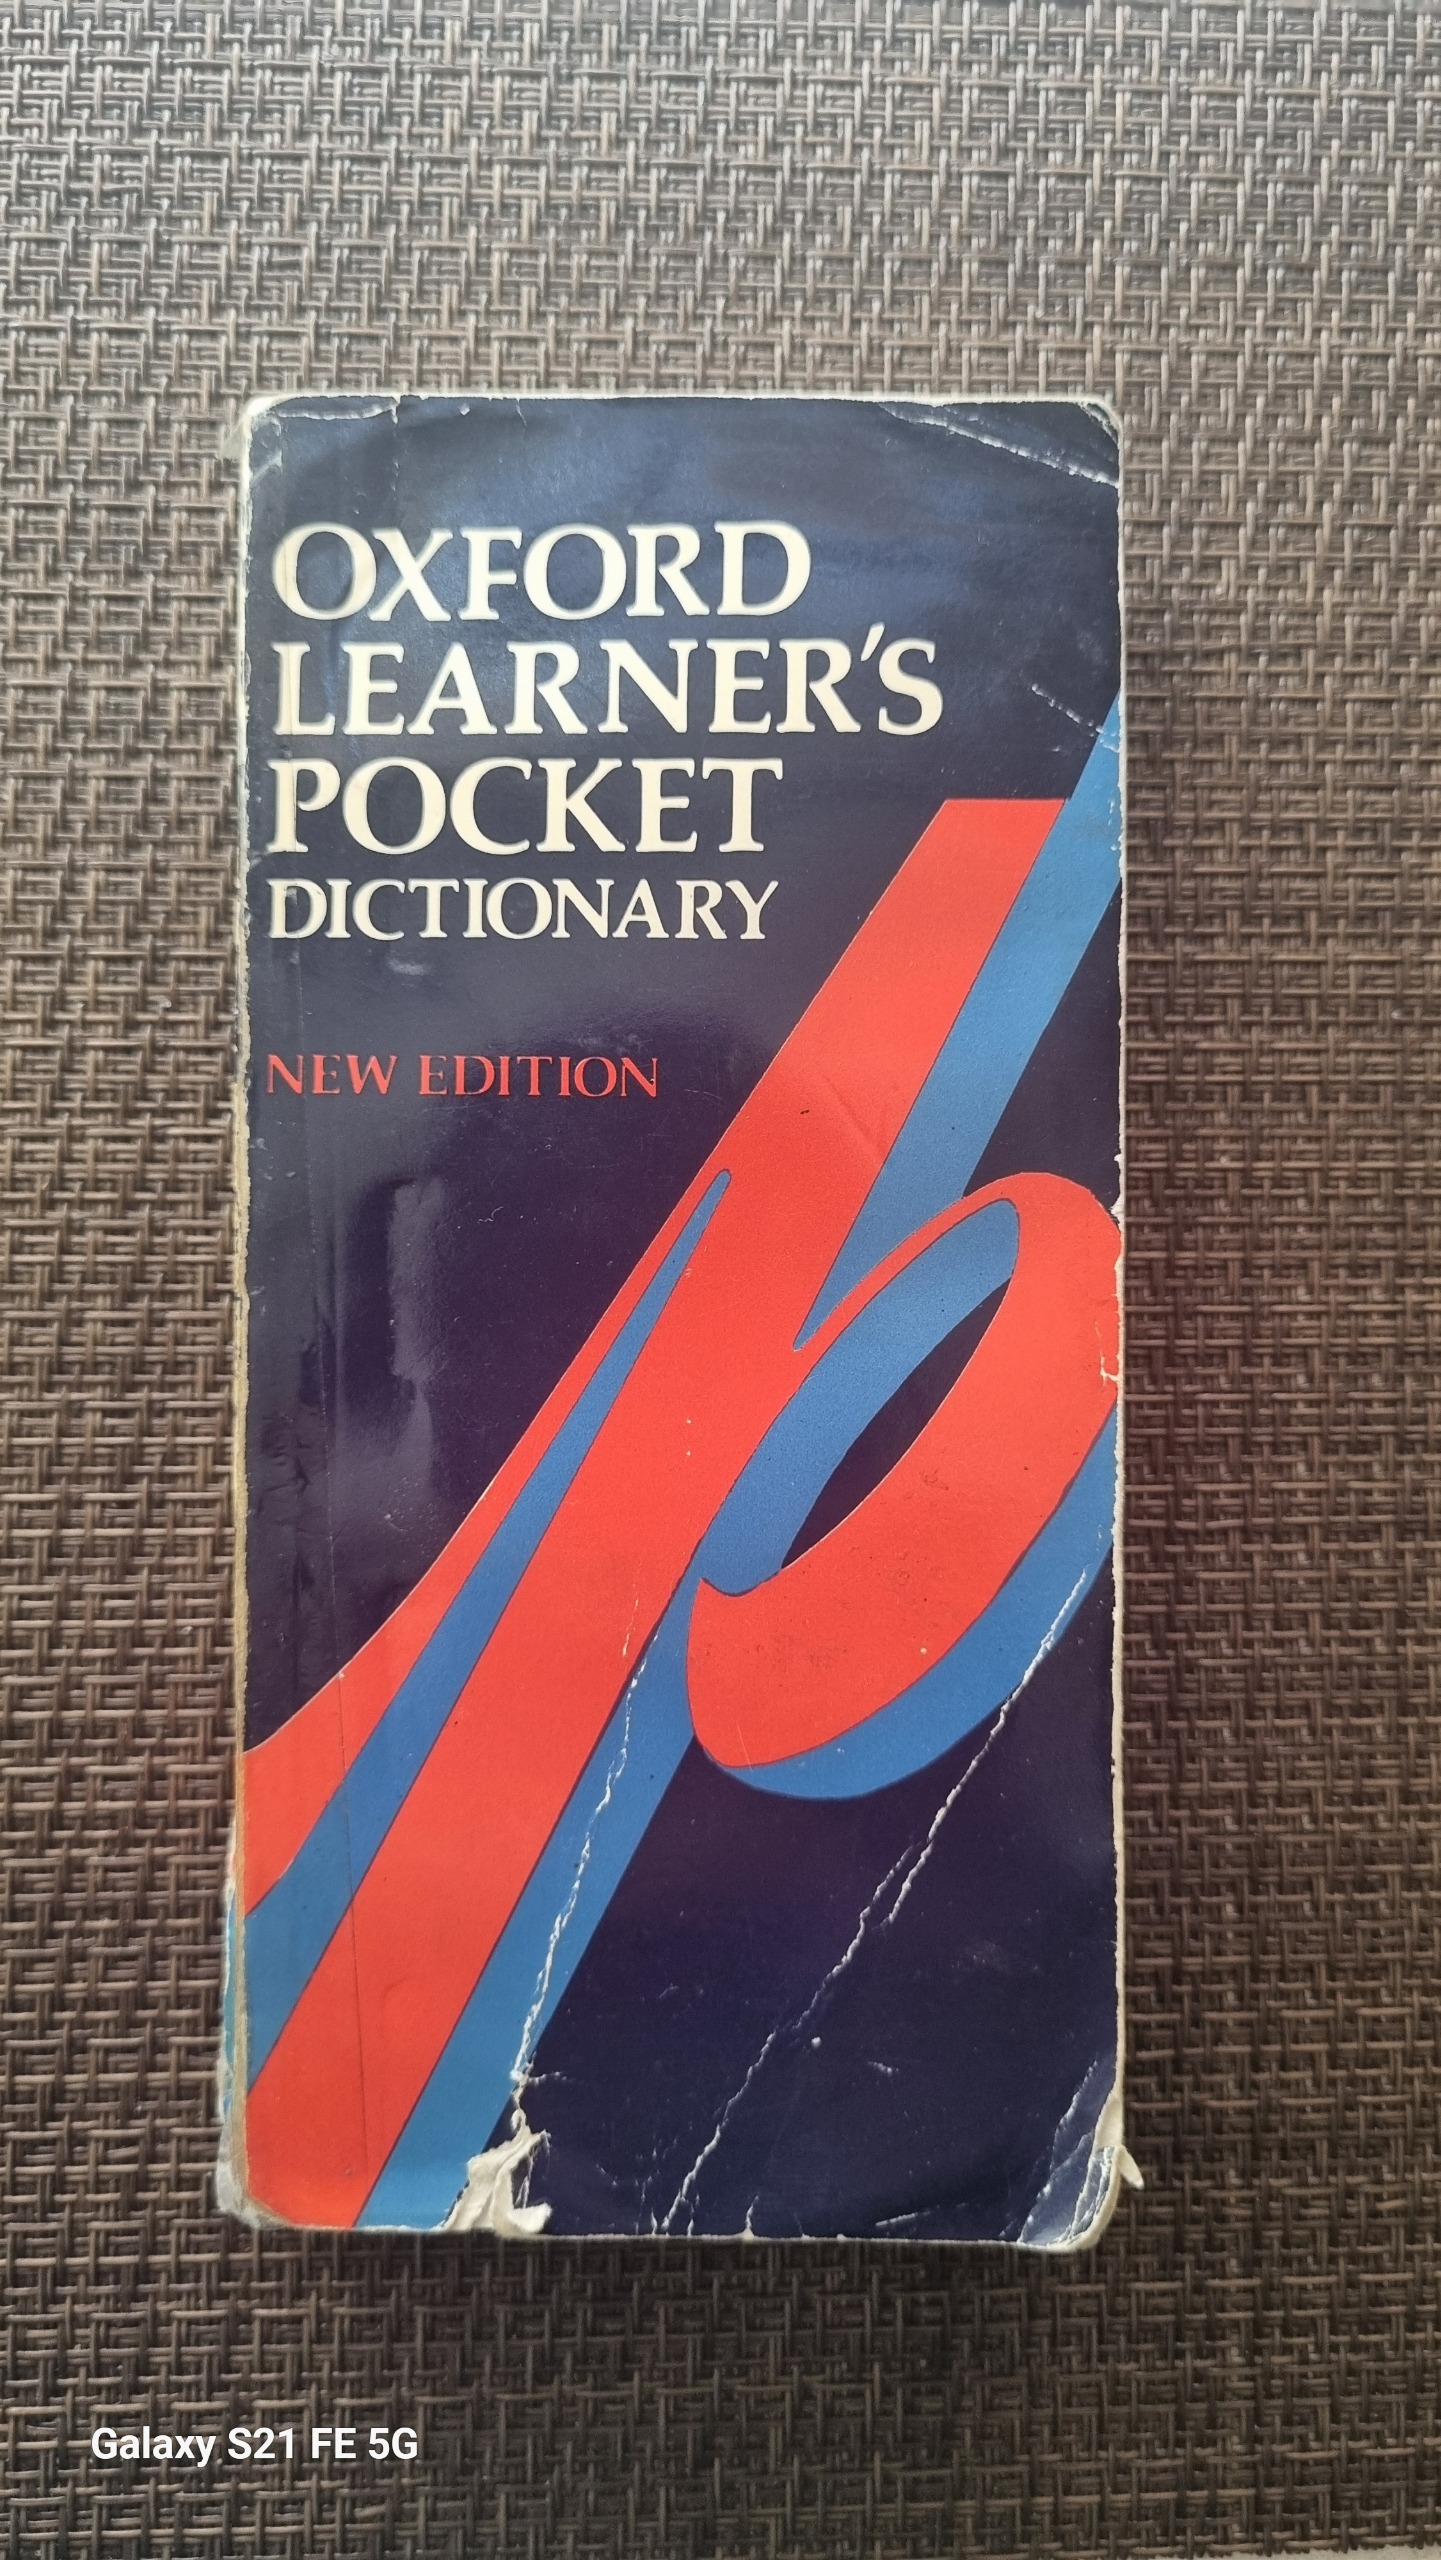 OXFORD
LEARNER'S
POCKET
DICTIONARY
NEW EDITION
Galaxy S21 FE 5G